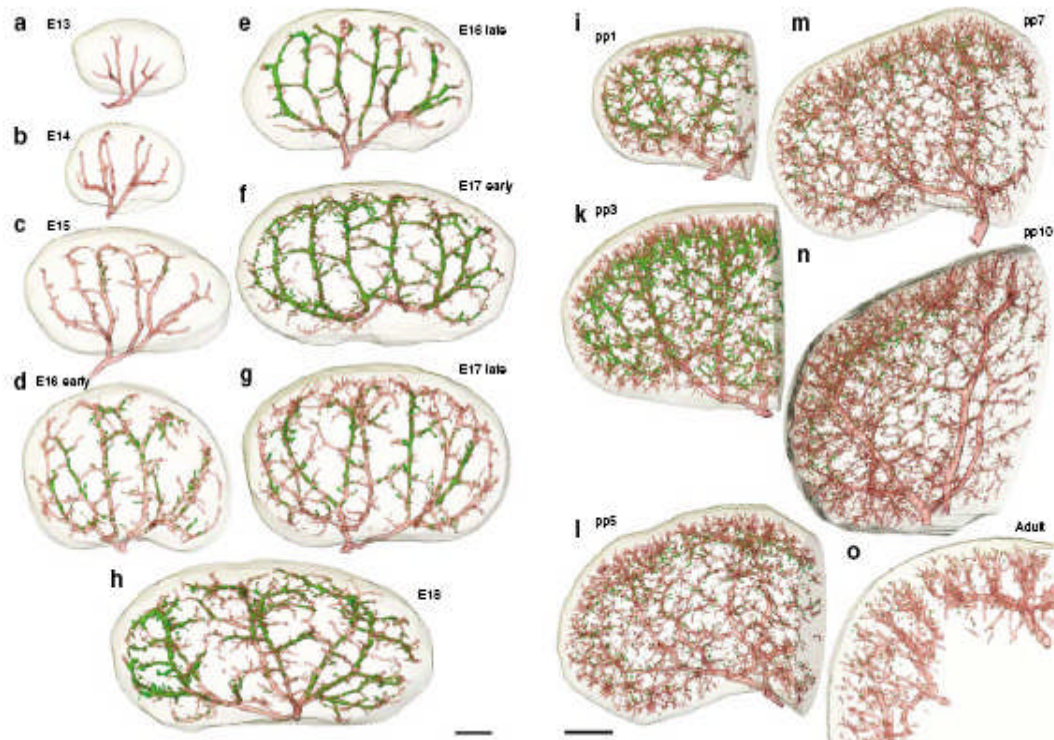 a E13
b E14
c E15
d E16 early
e E16 late
f E17 early
g E17 late
h E18
i pp1
k pp3
l pp5
m pp7
n pp10
o Adult